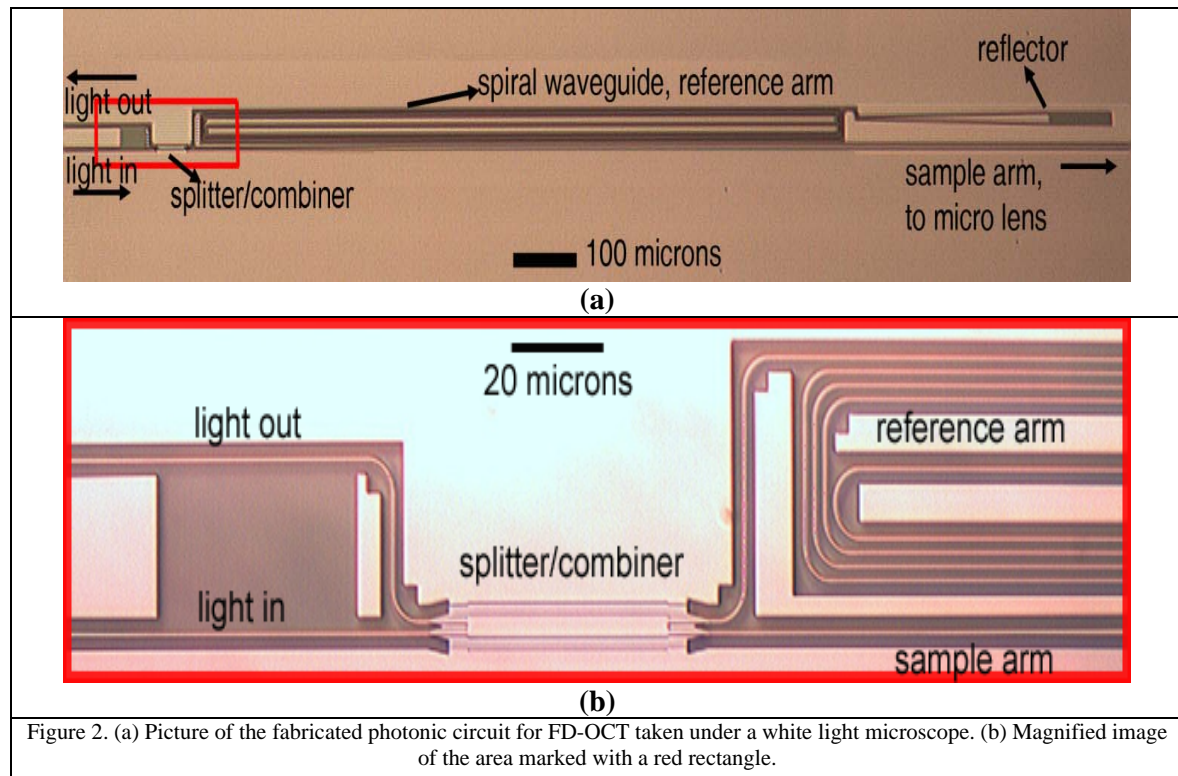 reflector
spiral waveguide, reference arm
light out
light in
splitter/combiner
sample arm,
to micro lens
100 microns
(a)
20 microns
light out
reference arm
splitter/combiner
light in
sample arm
(b)
Figure 2. (a) Picture of the fabricated photonic circuit for FD-OCT taken under a white light microscope. (b) Magnified image
of the area marked with a red rectangle.